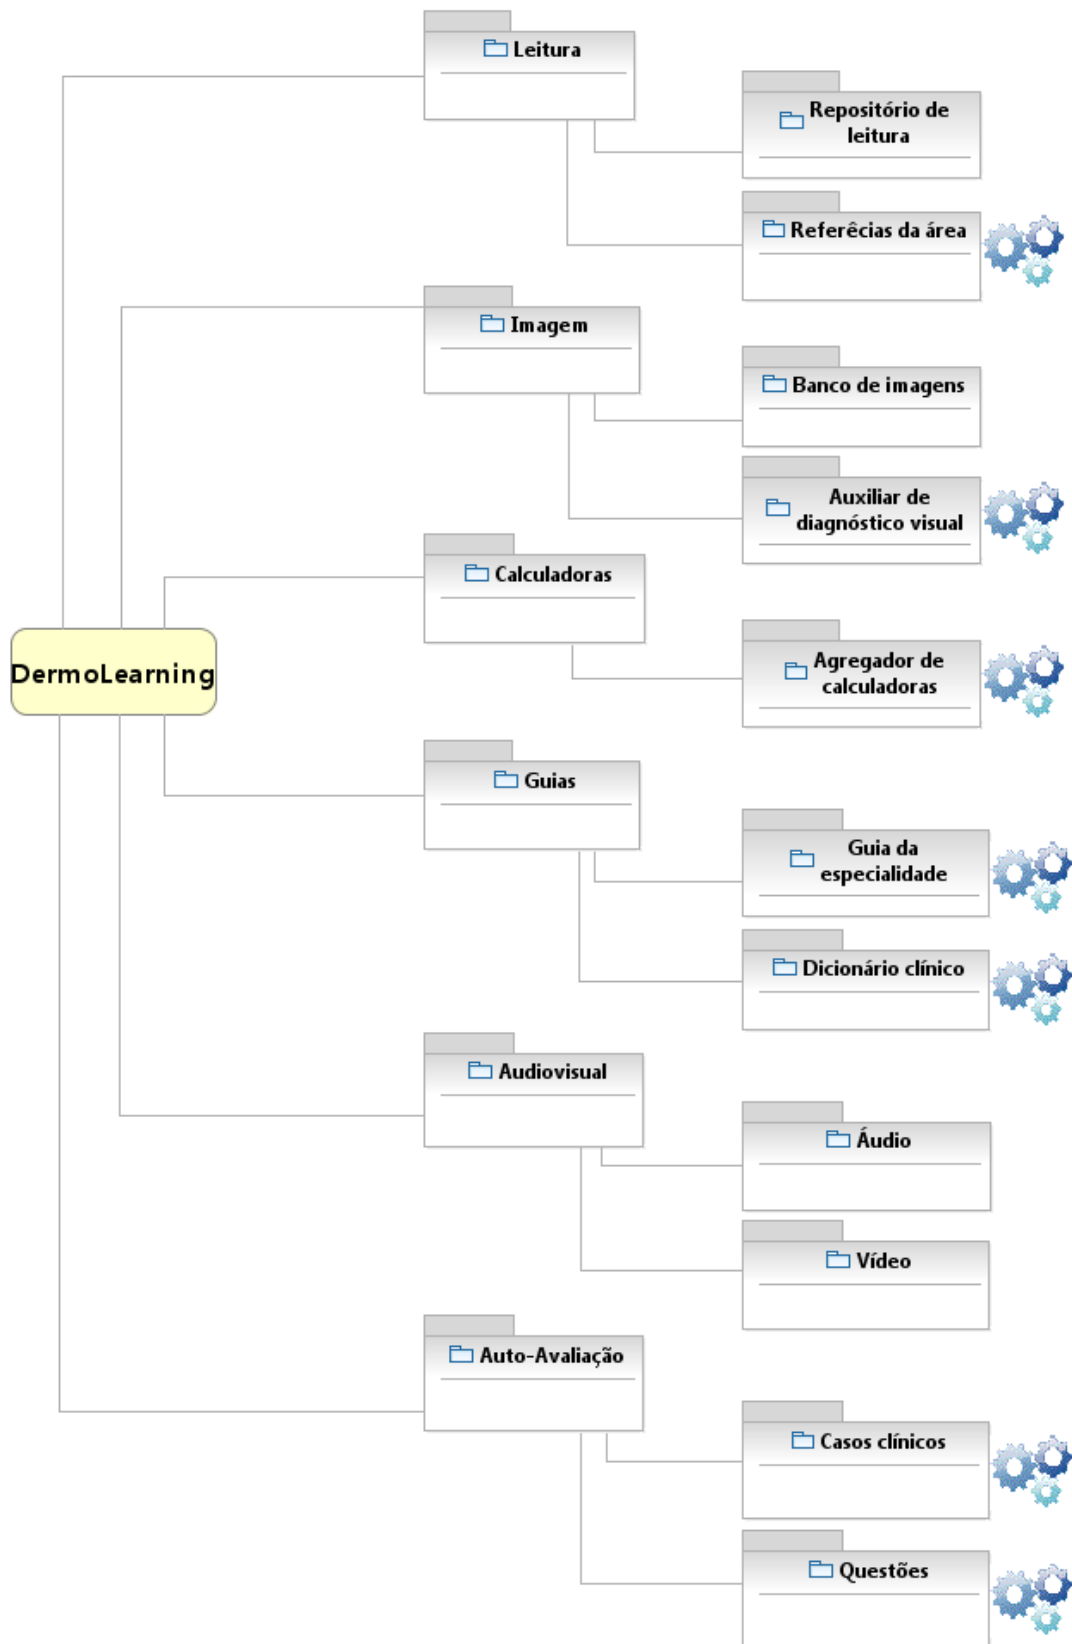 Leitura
Repositório de
leitura
Referêcias da área
Imagem
Banco de imagens
Auxiliar de
diagnóstico visual
Calculadoras
DermoLearning
Agregador de
calculadoras
Guias
Guia da
especialidade
Dicionário clínico
Audiovisual
Áudio
Vídeo
Auto-Avaliação
Casos clínicos
Questões